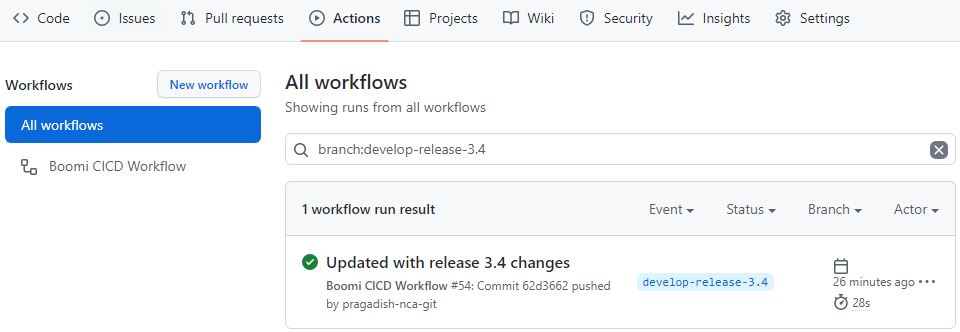 Code Issues Pull requests Actions Projects Wiki Security Insights Settings
Workflows New workflow
All workflows
Boomi CICD Workflow
All workflows
Showing runs from all workflows
branch:develop-release-3.4
1 workflow run result Event Status Branch Actor
Updated with release 3.4 changes
Boomi CICD Workflow #54: Commit 62d3662 pushed
by pragadish-nca-git
develop-release-3.4
26 minutes ago
28s